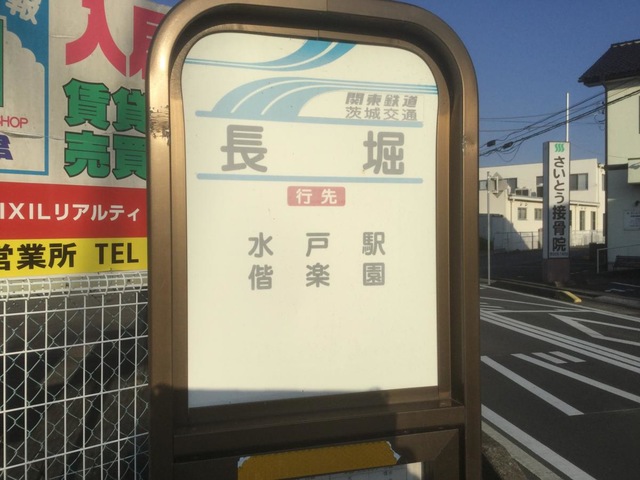 関東鉄道
茨城交通
長堀
行先
水戸駅
偕楽園
賃貸
売買
IXILリアルティ
営業所 TEL
SHOP
報
さいとう接骨院